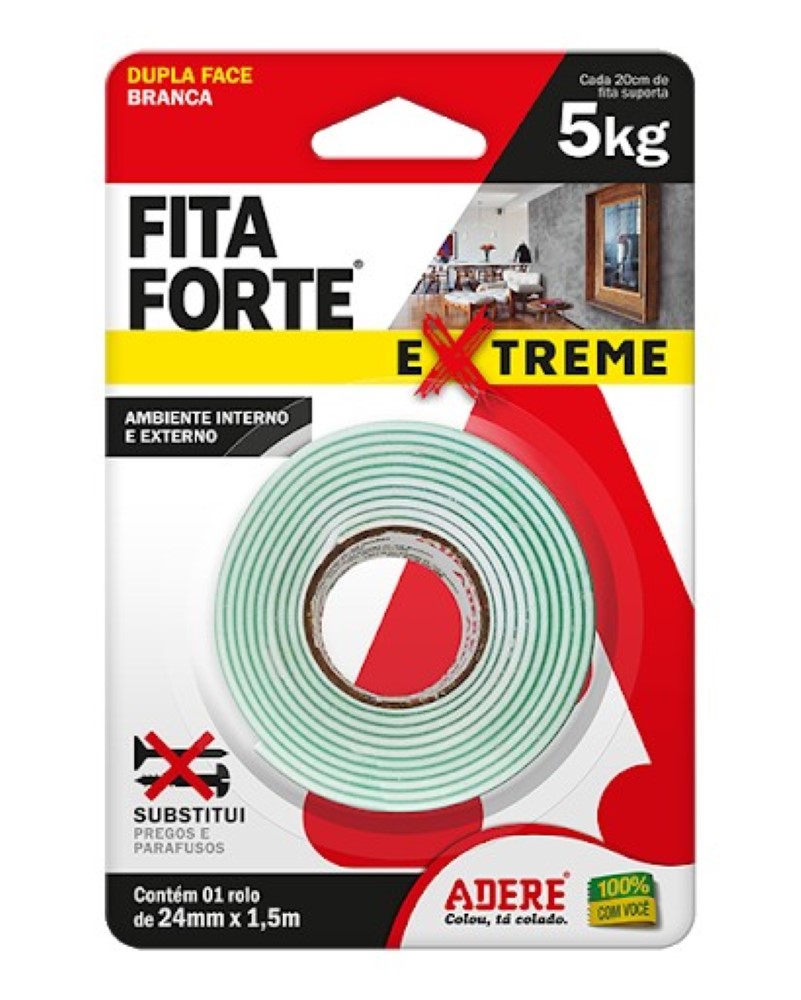 DUPLA FACE
BRANCA
Cada 20cm de
fita suporta
5kg
FITA
FORTE®
EXTREME
AMBIENTE INTERNO
E EXTERNO
SUBSTITUI
PREGOS E
PARAFUSOS
Contém 01 rolo
de 24mm x 1,5m
ADERE®
Colou, tá colado.
100%
COM VOCÊ